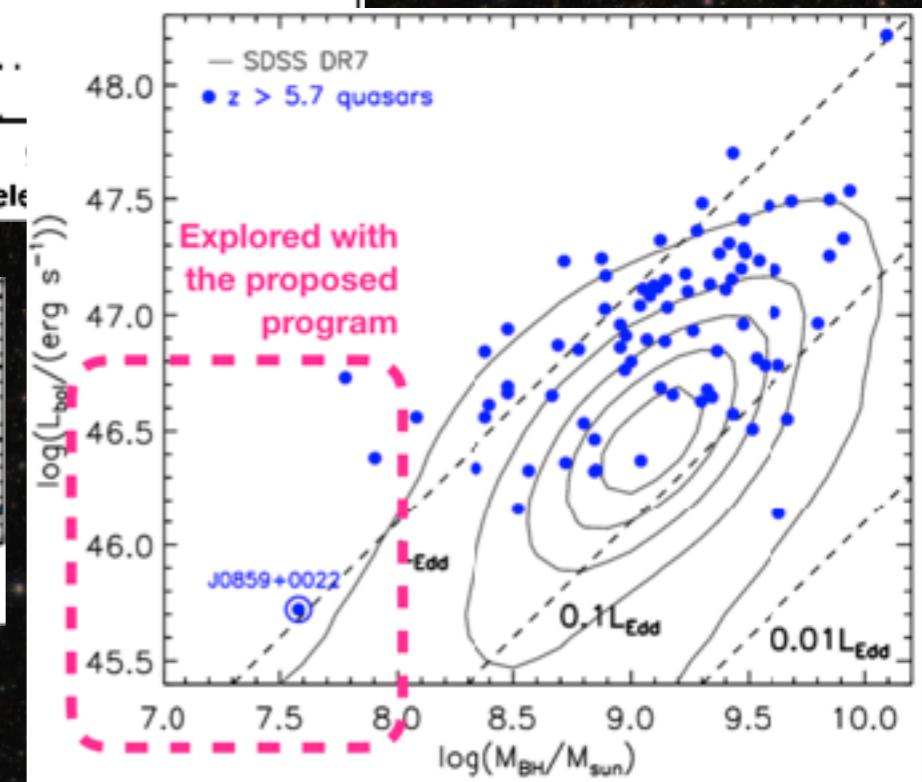 — SDSS DR7
● z > 5.7 quasars
Explored with
the proposed
program
J0859+0022
-Edd
0.1L_Edd
0.01L_Edd
48.0
47.5
47.0
46.5
46.0
45.5
log(L_bol/(erg s⁻¹))
7.0 7.5 8.0 8.5 9.0 9.5 10.0
log(M_BH/M_sun)
ele